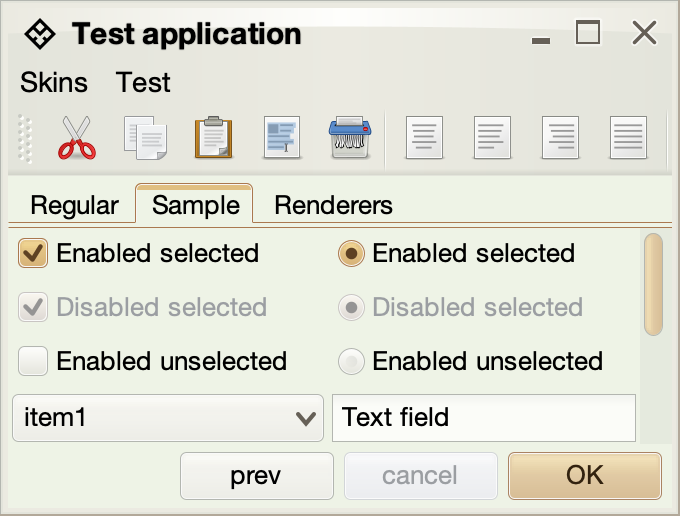 Test application
Skins Test
Regular Sample Renderers
Enabled selected Enabled selected
Disabled selected Disabled selected
Enabled unselected Enabled unselected
item1 Text field
prev cancel OK